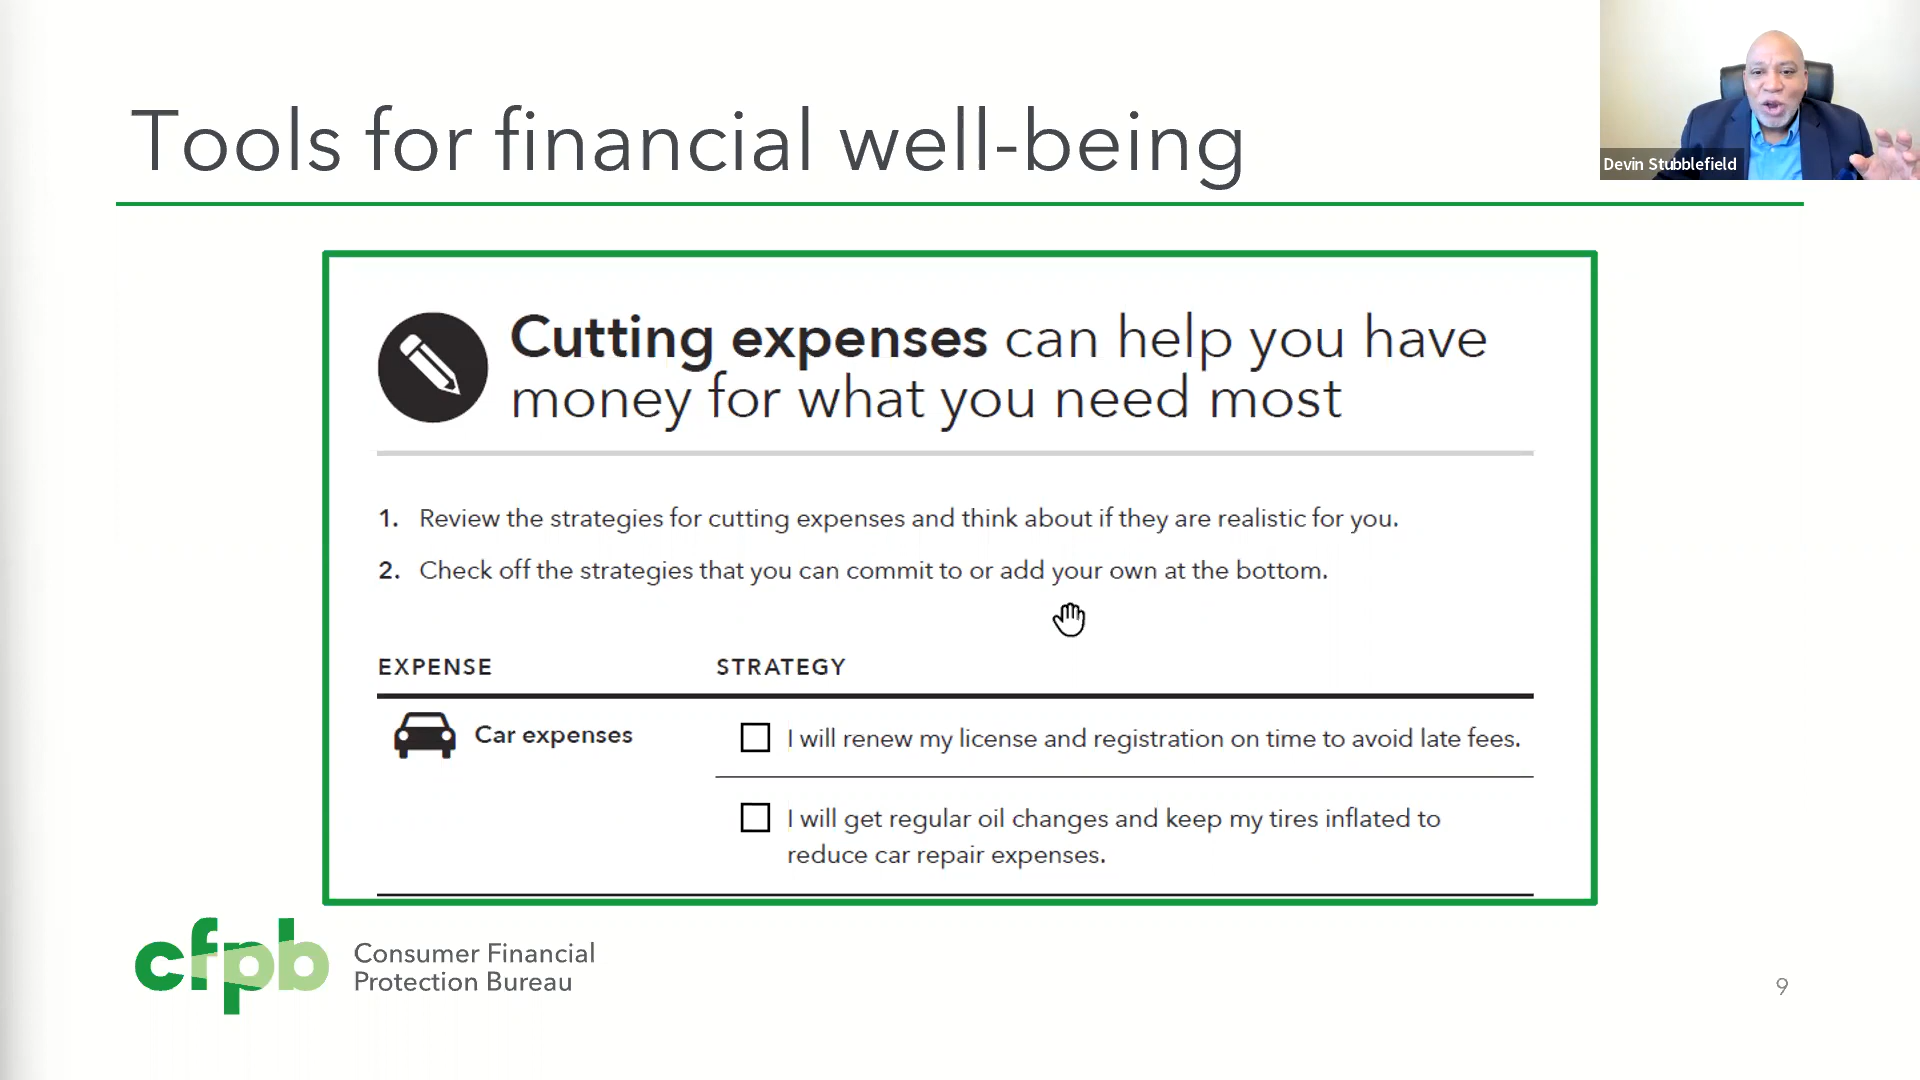 Tools for financial well-being
Devin Stubblefield
Cutting expenses can help you have
money for what you need most
1. Review the strategies for cutting expenses and think about if they are realistic for you.
2. Check off the strategies that you can commit to or add your own at the bottom.
EXPENSE STRATEGY
Car expenses I will renew my license and registration on time to avoid late fees.
I will get regular oil changes and keep my tires inflated to
reduce car repair expenses.
cfpb Consumer Financial
Protection Bureau
9